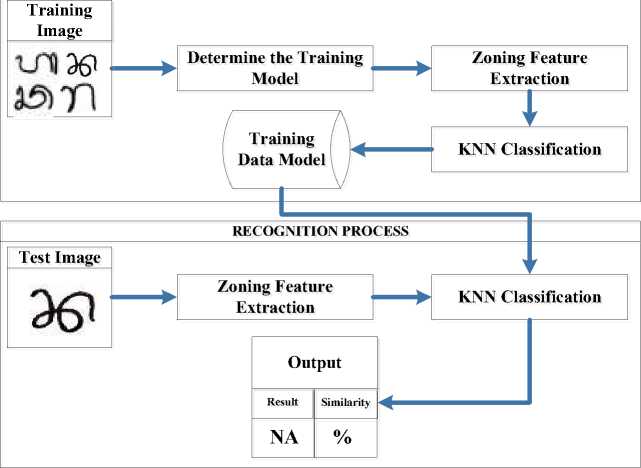 Training
Image
Determine the Training
Model
Zoning Feature
Extraction
KNN Classification
Training
Data Model
RECOGNITION PROCESS
Test Image
Zoning Feature
Extraction
KNN Classification
Output
Result Similarity
NA %